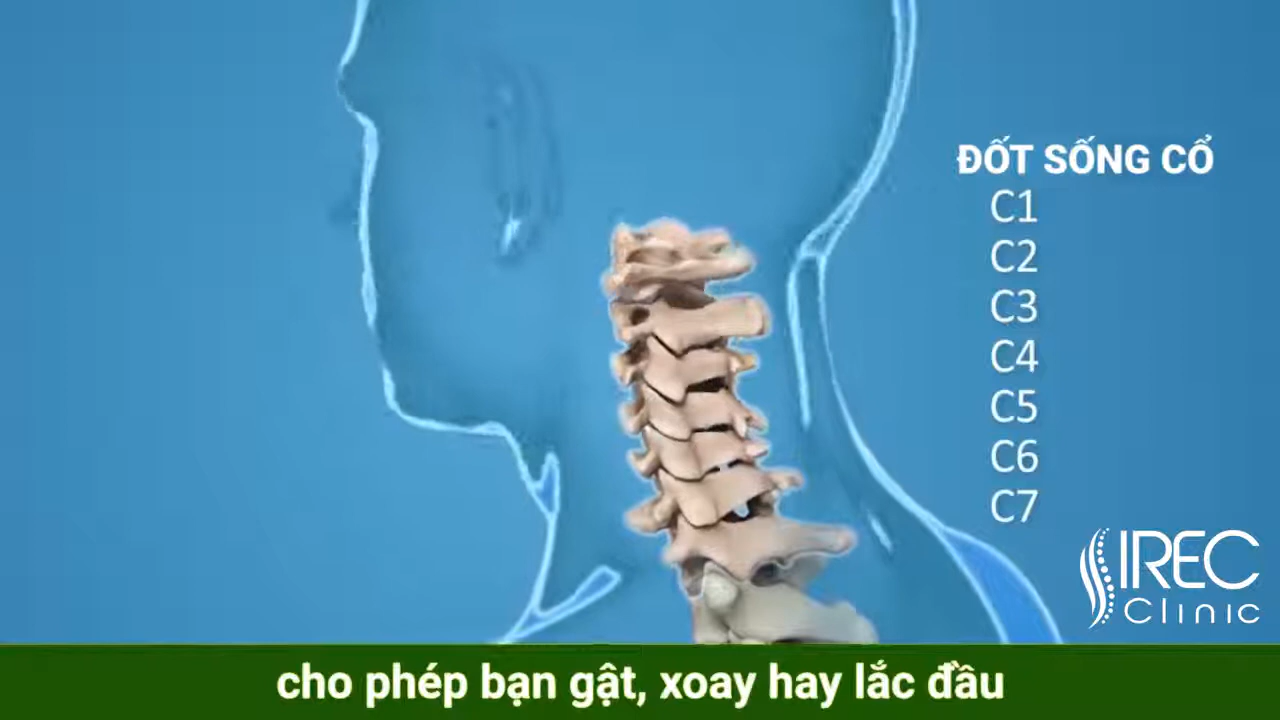 ĐỐT SỐNG CỔ
C1
C2
C3
C4
C5
C6
C7
IREC
Clinic
cho phép bạn gật, xoay hay lắc đầu